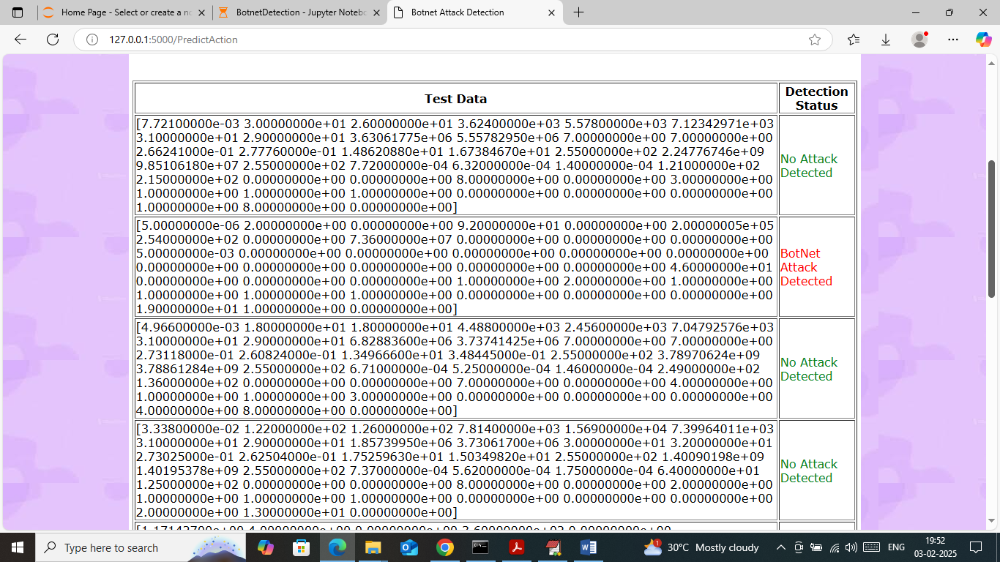 Home Page - Select or create a no
BotnetDetection - Jupyter Notebo
Botnet Attack Detection
127.0.0.1:5000/PredictAction
Test Data
Detection
Status
[7.72100000e-03 3.00000000e+01 2.60000000e+01 3.62400000e+03 5.57800000e+03 7.12342971e+03
3.10000000e+01 2.90000000e+01 3.63061775e+06 5.55782950e+06 7.00000000e+00 7.00000000e+00
2.66241000e-01 2.77760000e-01 1.48620880e+01 1.67384670e+01 2.55000000e+02 2.24776746e+09
9.85106180e+07 2.55000000e+02 7.72000000e-04 6.32000000e-04 1.40000000e-04 1.21000000e+02
2.15000000e+02 0.00000000e+00 0.00000000e+00 8.00000000e+00 0.00000000e+00 3.00000000e+00
1.00000000e+00 1.00000000e+00 1.00000000e+00 0.00000000e+00 0.00000000e+00 0.00000000e+00
1.00000000e+00 8.00000000e+00 0.00000000e+00]
No Attack
Detected
[5.00000000e-06 2.00000000e+00 0.00000000e+00 9.20000000e+01 0.00000000e+00 2.00000005e+05
2.54000000e+02 0.00000000e+00 7.36000000e+07 0.00000000e+00 0.00000000e+00 0.00000000e+00
5.00000000e-03 0.00000000e+00 0.00000000e+00 0.00000000e+00 0.00000000e+00 0.00000000e+00
0.00000000e+00 0.00000000e+00 0.00000000e+00 0.00000000e+00 0.00000000e+00 4.60000000e+01
0.00000000e+00 0.00000000e+00 0.00000000e+00 1.00000000e+00 2.00000000e+00 1.00000000e+00
1.00000000e+00 1.00000000e+00 1.00000000e+00 0.00000000e+00 0.00000000e+00 0.00000000e+00
1.90000000e+01 1.00000000e+00 0.00000000e+00]
BotNet
Attack
Detected
[4.96600000e-03 1.80000000e+01 1.80000000e+01 4.48800000e+03 2.45600000e+03 7.04792576e+03
3.10000000e+01 2.90000000e+01 6.82883600e+06 3.73741425e+06 7.00000000e+00 7.00000000e+00
2.73118000e-01 2.60824000e-01 1.34966600e+01 3.48445000e-01 2.55000000e+02 3.78970624e+09
3.78861284e+09 2.55000000e+02 6.71000000e-04 5.25000000e-04 1.46000000e-04 2.49000000e+02
1.36000000e+02 0.00000000e+00 0.00000000e+00 7.00000000e+00 0.00000000e+00 4.00000000e+00
1.00000000e+00 1.00000000e+00 3.00000000e+00 0.00000000e+00 0.00000000e+00 0.00000000e+00
4.00000000e+00 8.00000000e+00 0.00000000e+00]
No Attack
Detected
[3.33800000e-02 1.22000000e+02 1.26000000e+02 7.81400000e+03 1.56900000e+04 7.39964011e+03
3.10000000e+01 2.90000000e+01 1.85739950e+06 3.73061700e+06 3.00000000e+01 3.20000000e+01
2.73025000e-01 2.62504000e-01 1.75259630e+01 1.50349820e+01 2.55000000e+02 1.40090198e+09
1.40195378e+09 2.55000000e+02 7.37000000e-04 5.62000000e-04 1.75000000e-04 6.40000000e+01
1.25000000e+02 0.00000000e+00 0.00000000e+00 8.00000000e+00 0.00000000e+00 2.00000000e+00
1.00000000e+00 1.00000000e+00 1.00000000e+00 0.00000000e+00 0.00000000e+00 0.00000000e+00
2.00000000e+00 1.30000000e+01 0.00000000e+00]
No Attack
Detected
Type here to search
30°C Mostly cloudy
ENG
19:52
03-02-2025